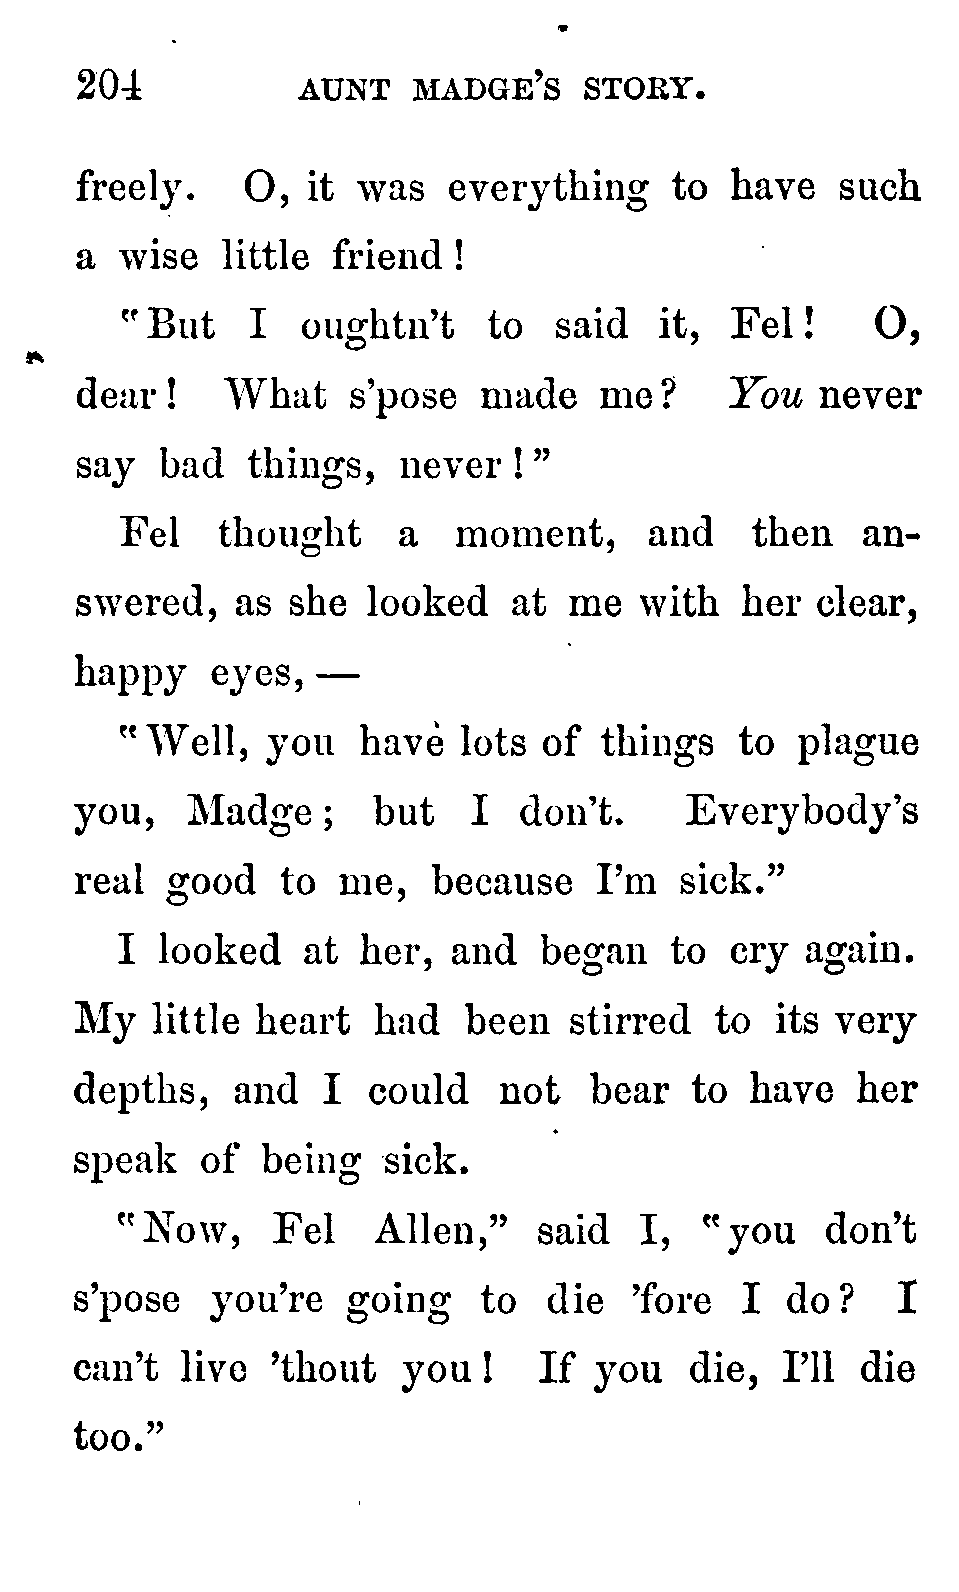 204 AUNT MADGE'S STORY.
freely. O, it was everything to have such
a wise little friend!
"But I oughtn't to said it, Fel! O,
dear! What s'pose made me? You never
say bad things, never!"
Fel thought a moment, and then an-
swered, as she looked at me with her clear,
happy eyes, —
"Well, you have lots of things to plague
you, Madge; but I don't. Everybody's
real good to me, because I'm sick."
I looked at her, and began to cry again.
My little heart had been stirred to its very
depths, and I could not bear to have her
speak of being sick.
"Now, Fel Allen," said I, "you don't
s'pose you're going to die 'fore I do? I
can't live 'thout you! If you die, I'll die
too."